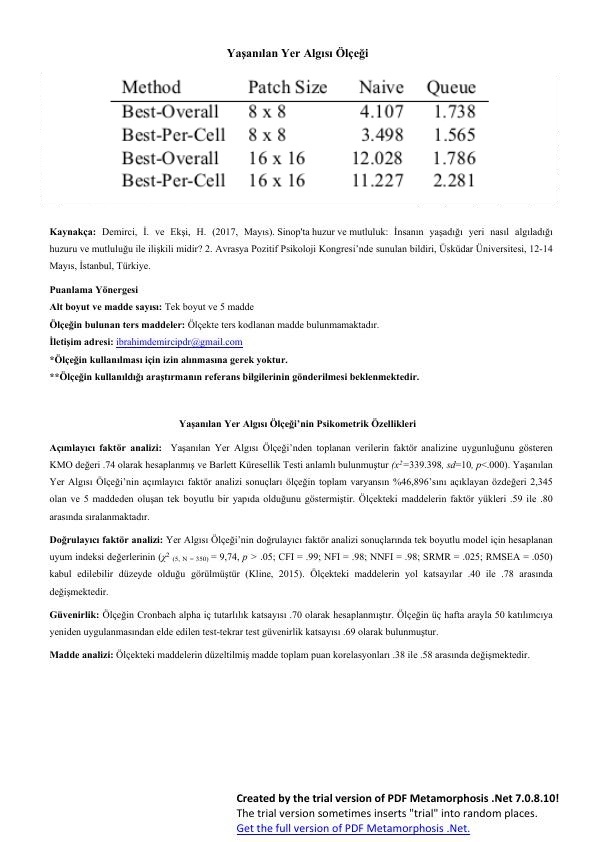 Yaşanılan Yer Algısı Ölçeği
Method Patch Size Naive Queue
Best-Overall 8 x 8 4.107 1.738
Best-Per-Cell 8 x 8 3.498 1.565
Best-Overall 16 x 16 12.028 1.786
Best-Per-Cell 16 x 16 11.227 2.281
Kaynakça: Demirci, İ. ve Ekşi, H. (2017, Mayıs). Sinop'ta huzur ve mutluluk: İnsanın yaşadığı yeri nasıl algıladığı
huzuru ve mutluluğu ile ilişkili midir? 2. Avrasya Pozitif Psikoloji Kongresi’nde sunulan bildiri, Üsküdar Üniversitesi, 12-14
Mayıs, İstanbul, Türkiye.
Puanlama Yönergesi
Alt boyut ve madde sayısı: Tek boyut ve 5 madde
Ölçeğin bulunan ters maddeler: Ölçekte ters kodlanan madde bulunmamaktadır.
İletişim adresi: ibrahimdemircipdr@gmail.com
*Ölçeğin kullanılması için izin alınmasına gerek yoktur.
**Ölçeğin kullanıldığı araştırmanın referans bilgilerinin gönderilmesi beklenmektedir.
Yaşanılan Yer Algısı Ölçeği’nin Psikometrik Özellikleri
Açımlayıcı faktör analizi: Yaşanılan Yer Algısı Ölçeği’nden toplanan verilerin faktör analizine uygunluğunu gösteren
KMO değeri .74 olarak hesaplanmış ve Barlett Küresellik Testi anlamlı bulunmuştur (x²=339.398, sd=10, p<.000). Yaşanılan
Yer Algısı Ölçeği’nin açımlayıcı faktör analizi sonuçları ölçeğin toplam varyansın %46,896’sını açıklayan özdeğeri 2,345
olan ve 5 maddeden oluşan tek boyutlu bir yapıda olduğunu göstermiştir. Ölçekteki maddelerin faktör yükleri .59 ile .80
arasında sıralanmaktadır.
Doğrulayıcı faktör analizi: Yer Algısı Ölçeği’nin doğrulayıcı faktör analizi sonuçlarında tek boyutlu model için hesaplanan
uyum indeksi değerlerinin (χ² (5, N = 350) = 9,74, p > .05; CFI = .99; NFI = .98; NNFI = .98; SRMR = .025; RMSEA = .050)
kabul edilebilir düzeyde olduğu görülmüştür (Kline, 2015). Ölçekteki maddelerin yol katsayılar .40 ile .78 arasında
değişmektedir.
Güvenirlik: Ölçeğin Cronbach alpha iç tutarlılık katsayısı .70 olarak hesaplanmıştır. Ölçeğin üç hafta arayla 50 katılımcıya
yeniden uygulanmasından elde edilen test-tekrar test güvenirlik katsayısı .69 olarak bulunmuştur.
Madde analizi: Ölçekteki maddelerin düzeltilmiş madde toplam puan korelasyonları .38 ile .58 arasında değişmektedir.
Created by the trial version of PDF Metamorphosis .Net 7.0.8.10!
The trial version sometimes inserts "trial" into random places.
Get the full version of PDF Metamorphosis .Net.